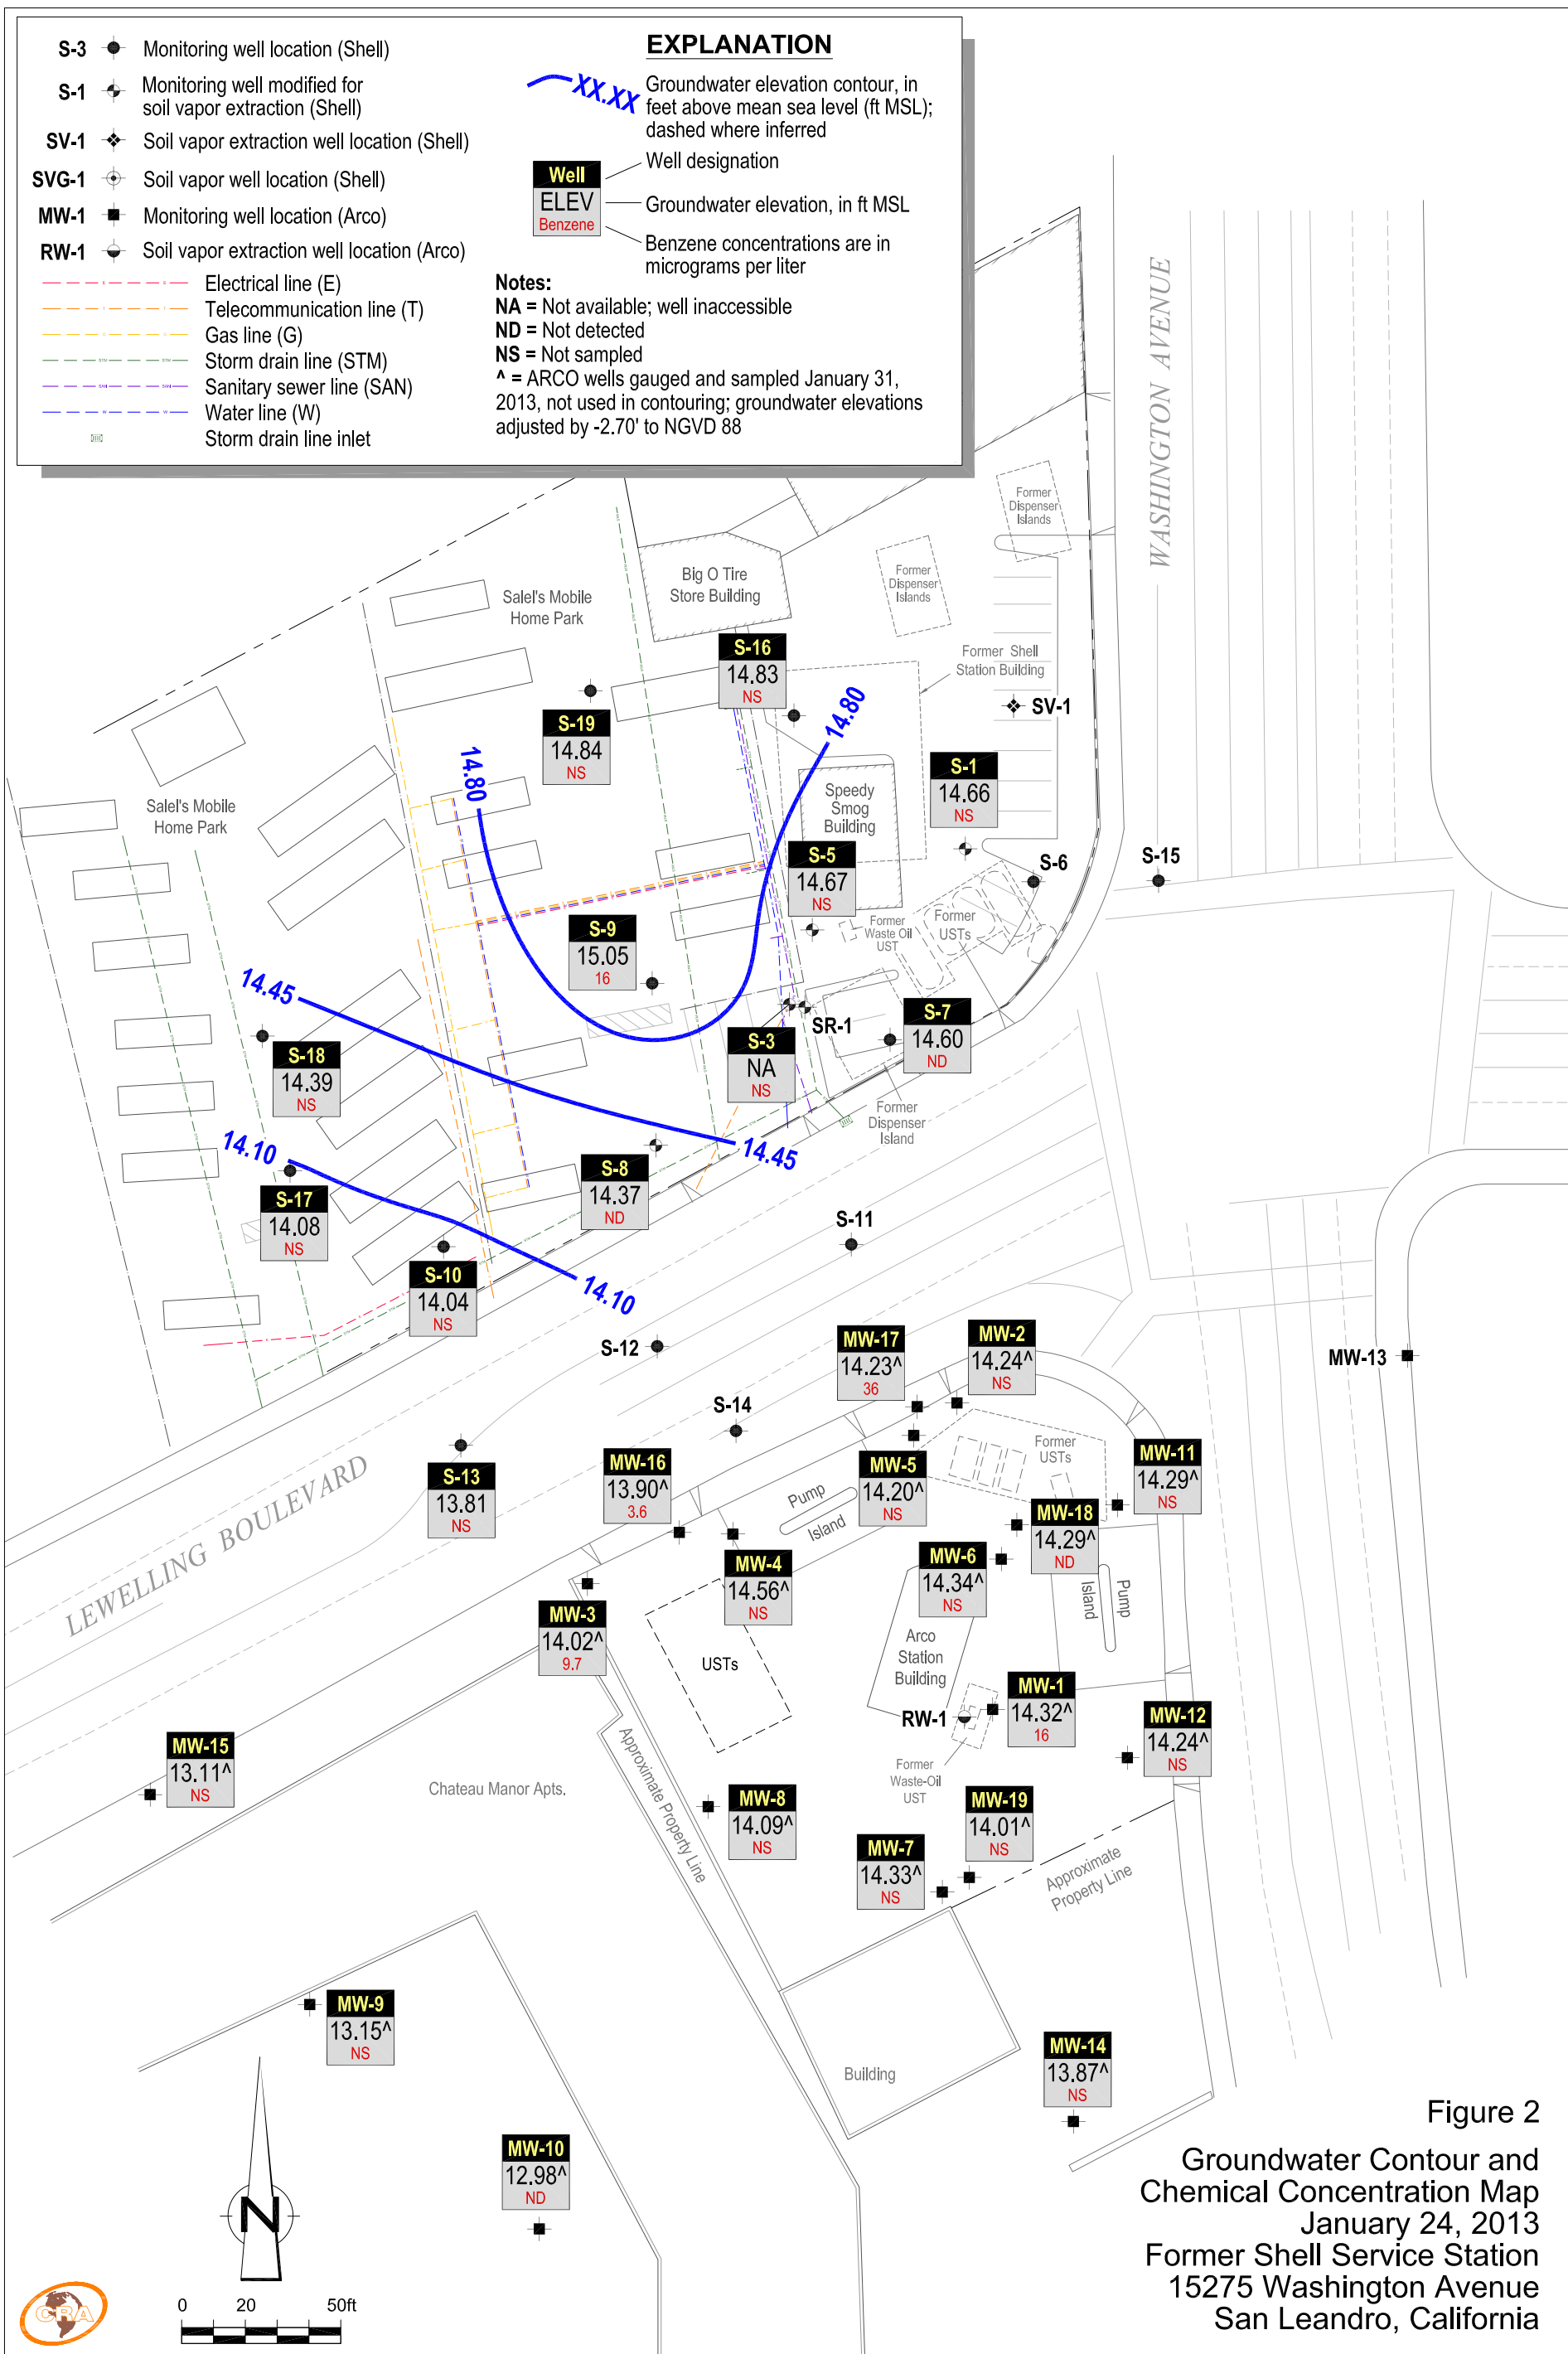 EXPLANATION
S-3 Monitoring well location (Shell)
S-1 Monitoring well modified for
soil vapor extraction (Shell)
SV-1 Soil vapor extraction well location (Shell)
SVG-1 Soil vapor well location (Shell)
MW-1 Monitoring well location (Arco)
RW-1 Soil vapor extraction well location (Arco)
Electrical line (E)
Telecommunication line (T)
Gas line (G)
Storm drain line (STM)
Sanitary sewer line (SAN)
Water line (W)
Storm drain line inlet
XX.XX
Groundwater elevation contour, in
feet above mean sea level (ft MSL);
dashed where inferred
Well
ELEV
Benzene
Well designation
Groundwater elevation, in ft MSL
Benzene concentrations are in
micrograms per liter
Notes:
NA = Not available; well inaccessible
ND = Not detected
NS = Not sampled
^ = ARCO wells gauged and sampled January 31,
2013, not used in contouring; groundwater elevations
adjusted by -2.70' to NGVD 88
WASHINGTON AVENUE
Former
Dispenser
Islands
Former
Dispenser
Islands
Big O Tire
Store Building
Salel's Mobile
Home Park
Former Shell
Station Building
S-16
14.83
NS
SV-1
S-19
14.84
NS
14.80
14.80
S-1
14.66
NS
Speedy
Smog
Building
Salel's Mobile
Home Park
S-5
14.67
NS
S-6
S-15
Former
Waste Oil
UST
Former
USTs
S-9
15.05
16
14.45
S-7
14.60
ND
SR-1
S-3
NA
NS
S-18
14.39
NS
Former
Dispenser
Island
14.10
14.45
S-8
14.37
ND
S-17
14.08
NS
S-11
S-10
14.04
NS
14.10
S-12
MW-17
14.23^
36
MW-2
14.24^
NS
MW-13
S-14
S-13
13.81
NS
MW-16
13.90^
3.6
MW-5
14.20^
NS
Former
USTs
MW-11
14.29^
NS
Pump
Island
MW-18
14.29^
ND
LEWELLING BOULEVARD
MW-4
14.56^
NS
MW-6
14.34^
NS
Pump
Island
MW-3
14.02^
9.7
Arco
Station
Building
USTs
MW-1
14.32^
16
RW-1
MW-12
14.24^
NS
MW-15
13.11^
NS
Approximate Property Line
Chateau Manor Apts.
Former
Waste-Oil
UST
MW-8
14.09^
NS
MW-19
14.01^
NS
MW-7
14.33^
NS
Approximate
Property Line
MW-9
13.15^
NS
Building
MW-14
13.87^
NS
MW-10
12.98^
ND
N
CRA
0 20 50ft
Figure 2
Groundwater Contour and
Chemical Concentration Map
January 24, 2013
Former Shell Service Station
15275 Washington Avenue
San Leandro, California